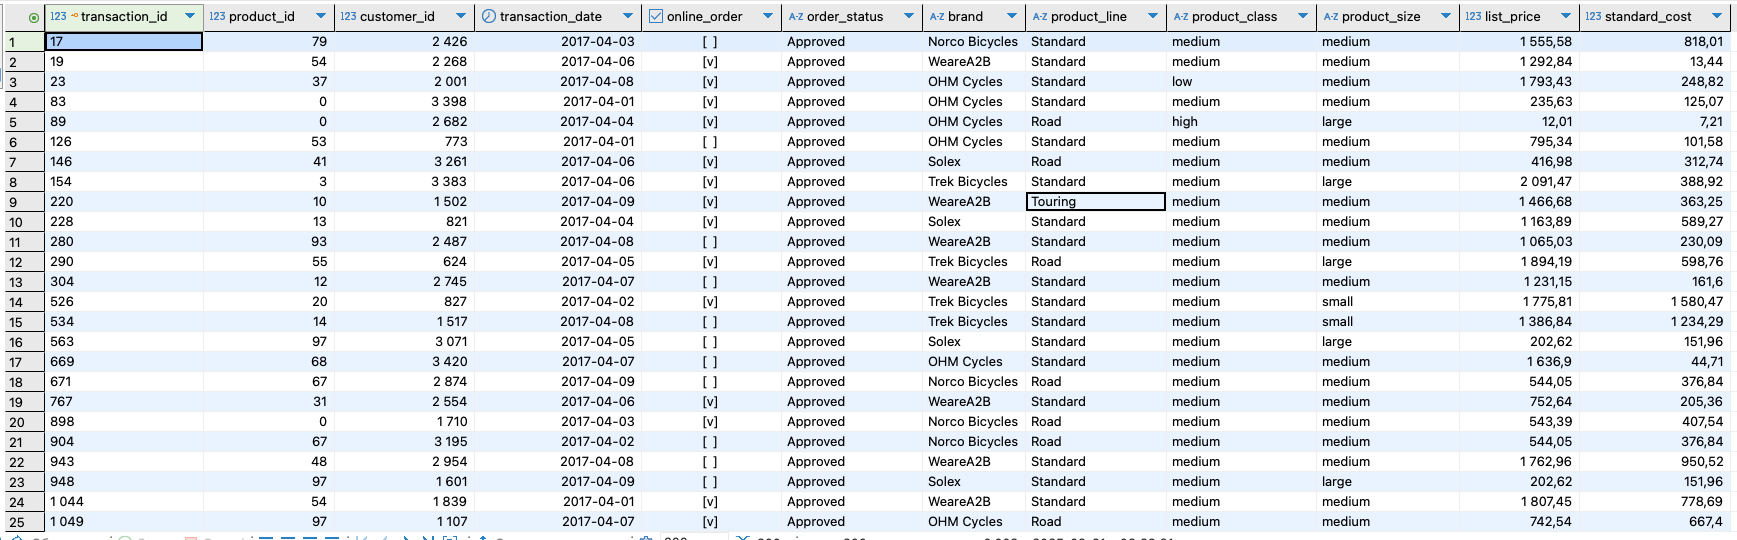 123 transaction_id 123 product_id 123 customer_id transaction_date online_order A-Z order_status A-Z brand A-Z product_line A-Z product_class A-Z product_size 123 list_price 123 standard_cost
1 17 79 2 426 2017-04-03 [ ] Approved Norco Bicycles Standard medium medium 1 555,58 818,01
2 19 54 2 268 2017-04-06 [v] Approved WeareA2B Standard medium medium 1 292,84 13,44
3 23 37 2 001 2017-04-08 [v] Approved OHM Cycles Standard low medium 1 793,43 248,82
4 83 0 3 398 2017-04-01 [v] Approved OHM Cycles Standard medium medium 235,63 125,07
5 89 0 2 682 2017-04-04 [v] Approved OHM Cycles Road high large 12,01 7,21
6 126 53 773 2017-04-01 [ ] Approved OHM Cycles Standard medium medium 795,34 101,58
7 146 41 3 261 2017-04-06 [v] Approved Solex Road medium medium 416,98 312,74
8 154 3 3 383 2017-04-06 [v] Approved Trek Bicycles Standard medium large 2 091,47 388,92
9 220 10 1 502 2017-04-09 [v] Approved WeareA2B Touring medium medium 1 466,68 363,25
10 228 13 821 2017-04-04 [v] Approved Solex Standard medium medium 1 163,89 589,27
11 280 93 2 487 2017-04-08 [ ] Approved WeareA2B Standard medium medium 1 065,03 230,09
12 290 55 624 2017-04-05 [v] Approved Trek Bicycles Road medium large 1 894,19 598,76
13 304 12 2 745 2017-04-07 [ ] Approved WeareA2B Standard medium medium 1 231,15 161,6
14 526 20 827 2017-04-02 [v] Approved Trek Bicycles Standard medium small 1 775,81 1 580,47
15 534 14 1 517 2017-04-08 [ ] Approved Trek Bicycles Standard medium small 1 386,84 1 234,29
16 563 97 3 071 2017-04-05 [ ] Approved Solex Standard medium large 202,62 151,96
17 669 68 3 420 2017-04-07 [ ] Approved OHM Cycles Standard medium medium 1 636,9 44,71
18 671 67 2 874 2017-04-09 [ ] Approved Norco Bicycles Road medium medium 544,05 376,84
19 767 31 2 554 2017-04-06 [v] Approved WeareA2B Standard medium medium 752,64 205,36
20 898 0 1 710 2017-04-03 [v] Approved Norco Bicycles Road medium medium 543,39 407,54
21 904 67 3 195 2017-04-02 [ ] Approved Norco Bicycles Road medium medium 544,05 376,84
22 943 48 2 954 2017-04-08 [ ] Approved WeareA2B Standard medium medium 1 762,96 950,52
23 948 97 1 601 2017-04-09 [ ] Approved Solex Standard medium large 202,62 151,96
24 1 044 54 1 839 2017-04-01 [v] Approved WeareA2B Standard medium medium 1 807,45 778,69
25 1 049 97 1 107 2017-04-07 [v] Approved OHM Cycles Road medium medium 742,54 667,4